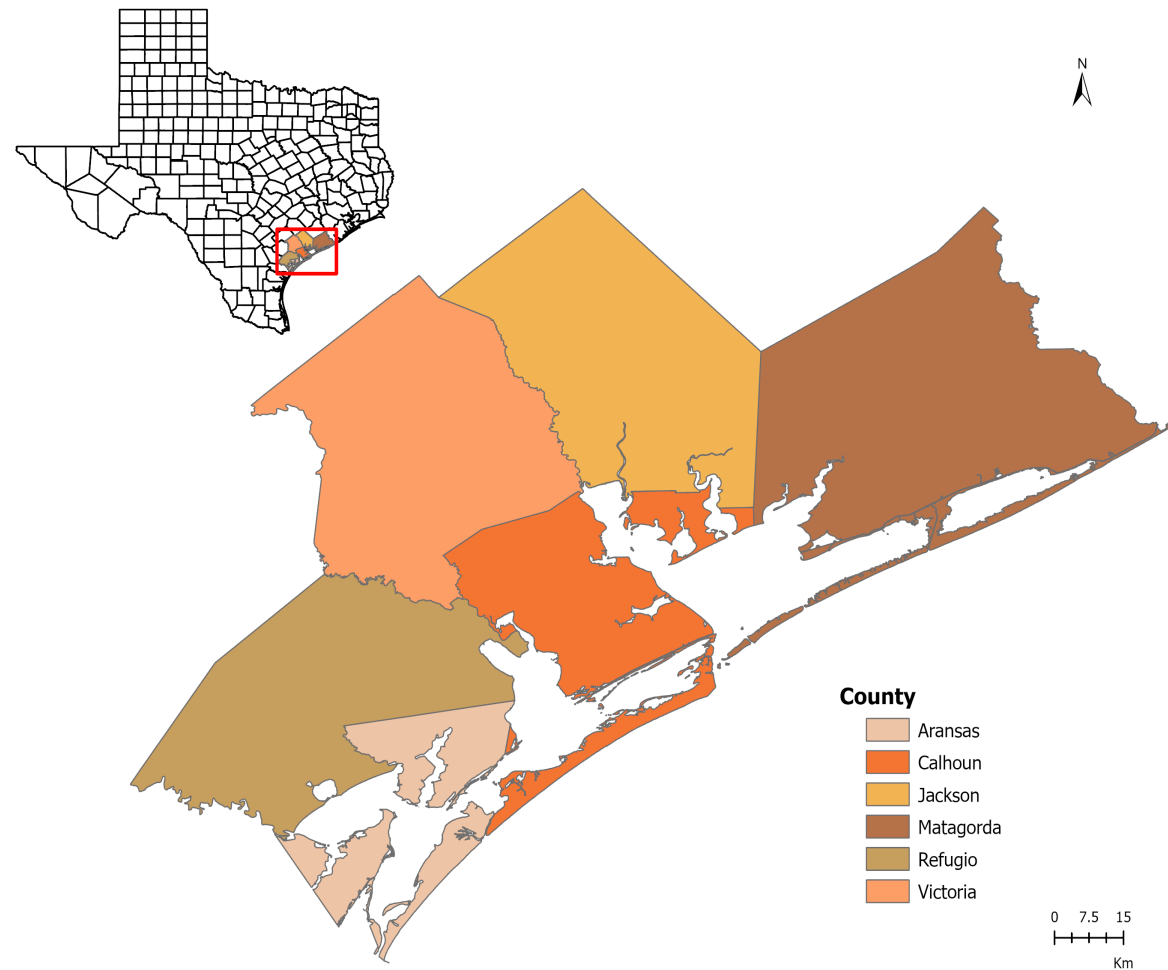 N
County
Aransas
Calhoun
Jackson
Matagorda
Refugio
Victoria
0 7.5 15
Km